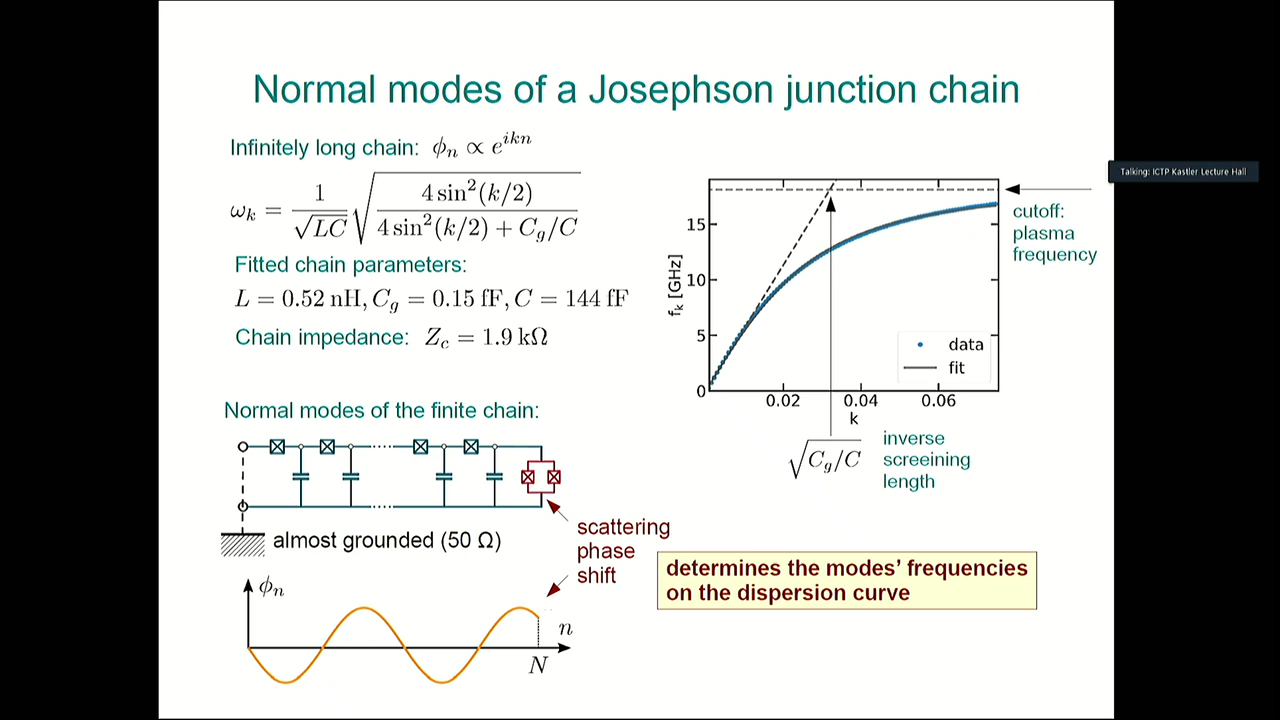 Normal modes of a Josephson junction chain
Infinitely long chain: ϕₙ ∝ e^{ikn}
ω_k = 1/√(LC) √(4 sin²(k/2) / (4 sin²(k/2) + C_g/C))
Fitted chain parameters:
L = 0.52 nH, C_g = 0.15 fF, C = 144 fF
Chain impedance: Z_c = 1.9 kΩ
Talking: ICTP Kastler Lecture Hall
cutoff:
plasma
frequency
f_k [GHz]
15
10
5
0
data
fit
0.02 0.04 0.06
k
√(C_g/C)
inverse
screeining
length
Normal modes of the finite chain:
almost grounded (50 Ω)
scattering
phase
shift
determines the modes' frequencies
on the dispersion curve
ϕₙ
n
N